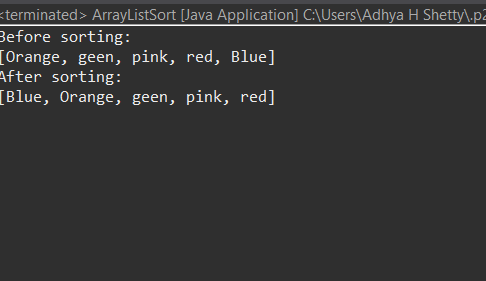 <terminated> ArrayListSort [Java Application] C:\Users\Adhya H Shetty\.p2
Before sorting:
[Orange, geen, pink, red, Blue]
After sorting:
[Blue, Orange, geen, pink, red]